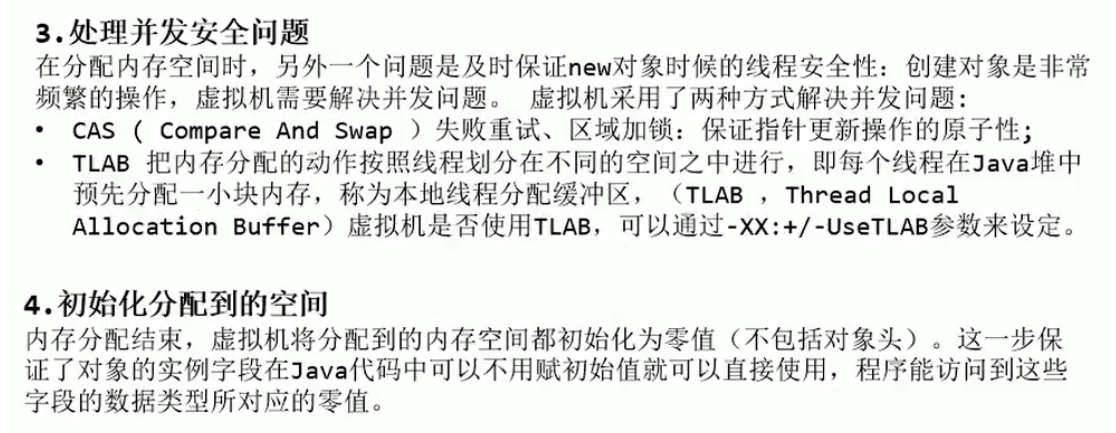 3.处理并发安全问题
在分配内存空间时，另外一个问题是及时保证new对象时候的线程安全性：创建对象是非常
频繁的操作，虚拟机需要解决并发问题。 虚拟机采用了两种方式解决并发问题：
• CAS ( Compare And Swap ）失败重试、区域加锁：保证指针更新操作的原子性；
• TLAB 把内存分配的动作按照线程划分在不同的空间之中进行，即每个线程在Java堆中
预先分配一小块内存，称为本地线程分配缓冲区，（TLAB ，Thread Local
Allocation Buffer）虚拟机是否使用TLAB，可以通过-XX:+/-UseTLAB参数来设定。
4.初始化分配到的空间
内存分配结束，虚拟机将分配到的内存空间都初始化为零值（不包括对象头）。这一步保
证了对象的实例字段在Java代码中可以不用赋初始值就可以直接使用，程序能访问到这些
字段的数据类型所对应的零值。